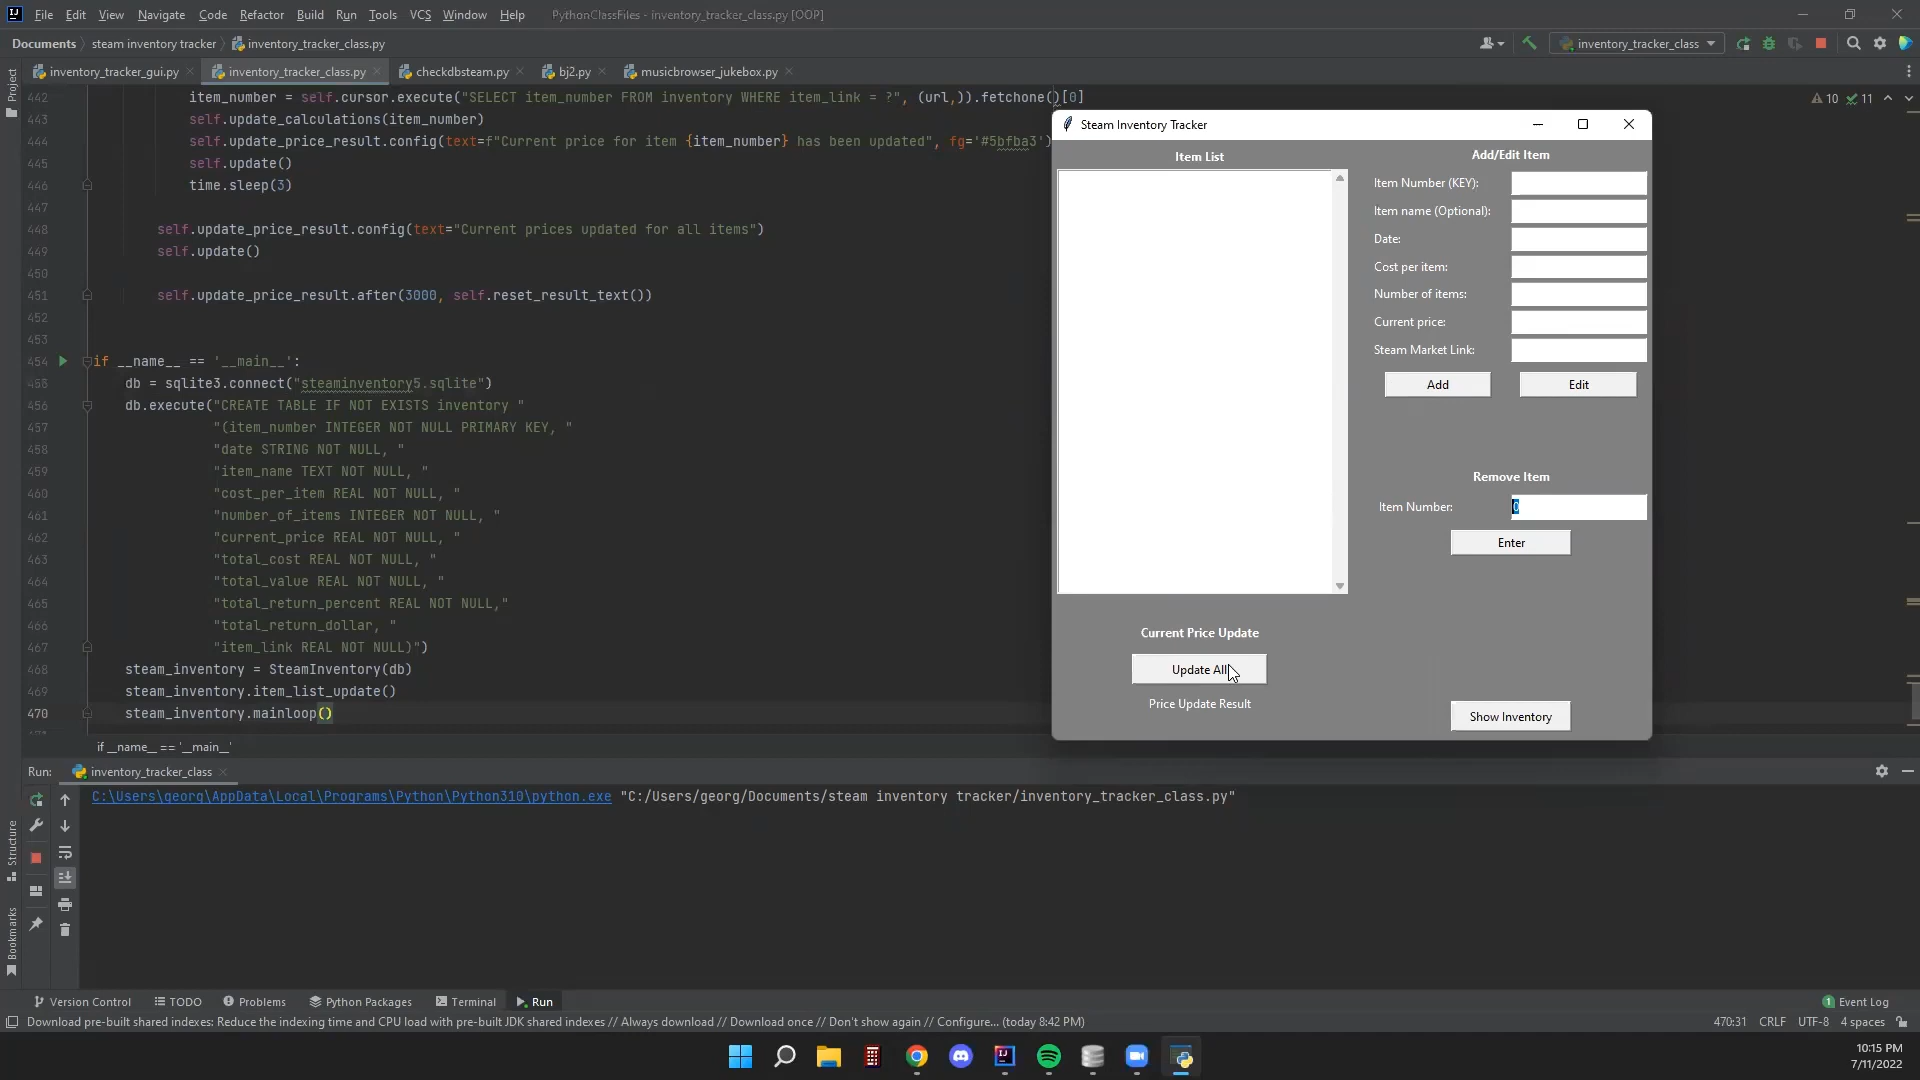 File Edit View Navigate Code Refactor Build Run Tools VCS Window Help PythonClassFiles - inventory_tracker_class.py [OOP]
Documents steam inventory tracker inventory_tracker_class.py inventory_tracker_class
inventory_tracker_gui.py inventory_tracker_class.py checkdbsteam.py bj2.py musicbrowser_jukebox.py
Project
10 11
442 item_number = self.cursor.execute("SELECT item_number FROM inventory WHERE item_link = ?", (url,)).fetchone()[0]
443 self.update_calculations(item_number)
444 self.update_price_result.config(text=f"Current price for item {item_number} has been updated", fg='#5bfba3')
445 self.update()
446 time.sleep(3)
447
448 self.update_price_result.config(text="Current prices updated for all items")
449 self.update()
450
451 self.update_price_result.after(3000, self.reset_result_text())
452
453
454 if __name__ == '__main__':
455 db = sqlite3.connect("steaminventory5.sqlite")
456 db.execute("CREATE TABLE IF NOT EXISTS inventory "
457 "(item_number INTEGER NOT NULL PRIMARY KEY, "
458 "date STRING NOT NULL, "
459 "item_name TEXT NOT NULL, "
460 "cost_per_item REAL NOT NULL, "
461 "number_of_items INTEGER NOT NULL, "
462 "current_price REAL NOT NULL, "
463 "total_cost REAL NOT NULL, "
464 "total_value REAL NOT NULL, "
465 "total_return_percent REAL NOT NULL,"
466 "total_return_dollar, "
467 "item_link REAL NOT NULL)")
468 steam_inventory = SteamInventory(db)
469 steam_inventory.item_list_update()
470 steam_inventory.mainloop()
if __name__ == '__main__'
Steam Inventory Tracker
Item List
Add/Edit Item
Item Number (KEY):
Item name (Optional):
Date:
Cost per item:
Number of items:
Current price:
Steam Market Link:
Add Edit
Remove Item
Item Number: 0
Enter
Current Price Update
Update All
Price Update Result
Show Inventory
Run: inventory_tracker_class
C:\Users\georg\AppData\Local\Programs\Python\Python310\python.exe "C:/Users/georg/Documents/steam inventory tracker/inventory_tracker_class.py"
Structure
Bookmarks
Version Control TODO Problems Python Packages Terminal Run 1 Event Log
Download pre-built shared indexes: Reduce the indexing time and CPU load with pre-built JDK shared indexes // Always download // Download once // Don't show again // Configure... (today 8:42 PM) 470:31 CRLF UTF-8 4 spaces
10:15 PM
7/11/2022